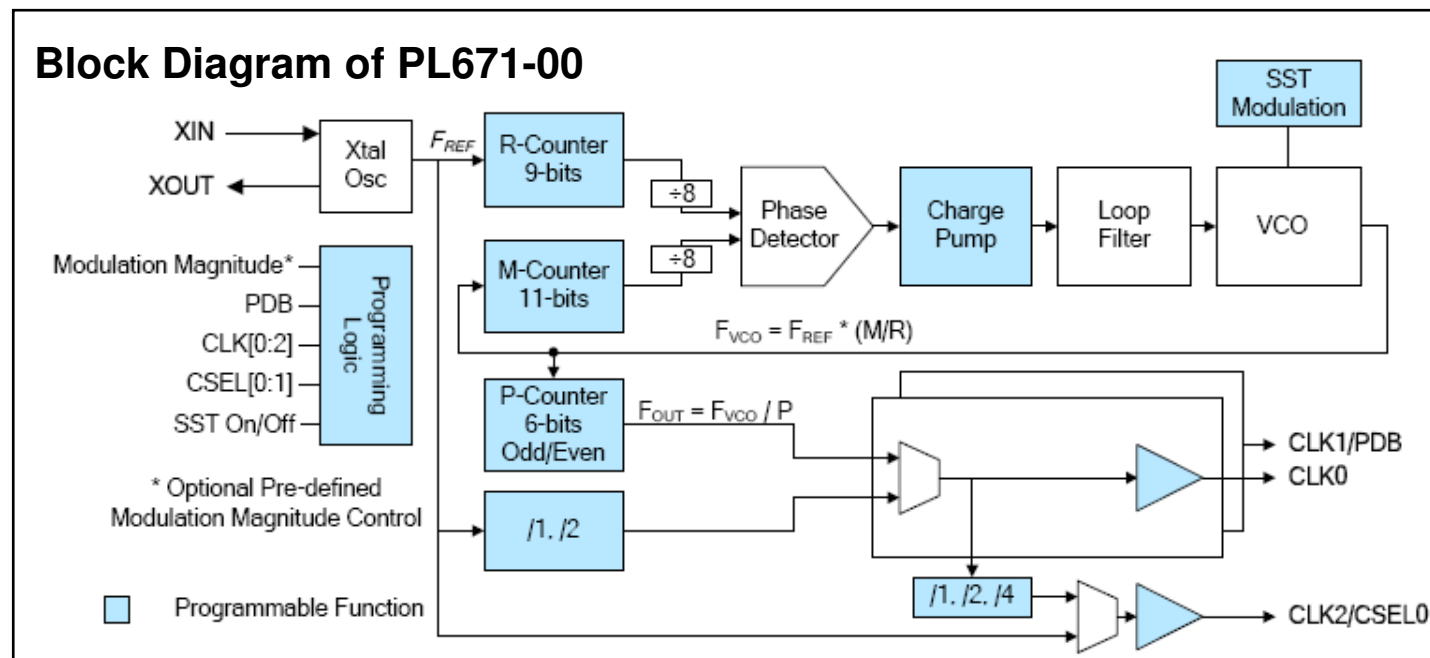 Block Diagram of PL671-00
SST
Modulation
XIN
XOUT
Xtal
Osc
FREF
R-Counter
9-bits
÷8
Phase
Detector
Charge
Pump
Loop
Filter
VCO
M-Counter
11-bits
÷8
Modulation Magnitude*
PDB
CLK[0:2]
CSEL[0:1]
SST On/Off
Programming
Logic
FVCO = FREF * (M/R)
P-Counter
6-bits
Odd/Even
FOUT = FVCO / P
CLK1/PDB
CLK0
* Optional Pre-defined
Modulation Magnitude Control
/1, /2
/1, /2, /4
CLK2/CSEL0
Programmable Function